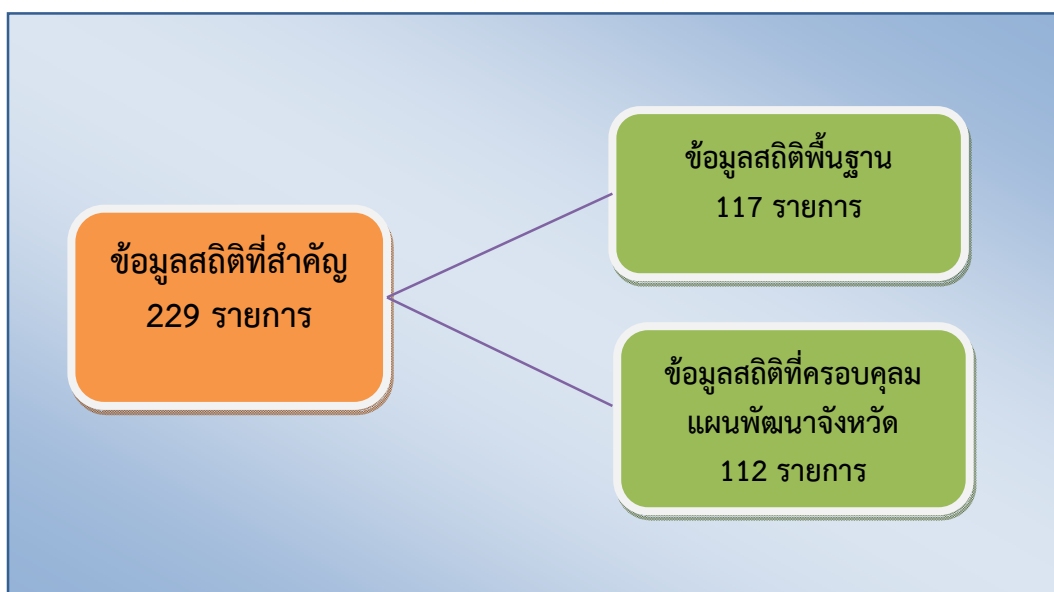 ข้อมูลสถิติที่สำคัญ
229 รายการ
ข้อมูลสถิติพื้นฐาน
117 รายการ
ข้อมูลสถิติที่ครอบคุลม
แผนพัฒนาจังหวัด
112 รายการ